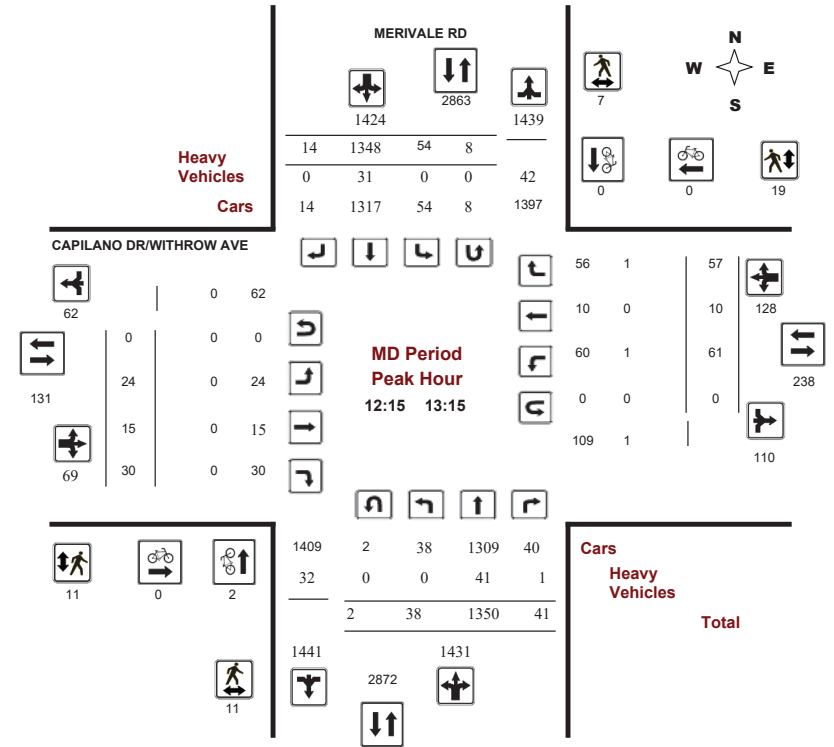 MERIVALE RD
N
W E
S
2863
7
1424 1439
14 1348 54 8
Heavy
Vehicles
0 31 0 0 42
Cars
14 1317 54 8 1397
0 0 19
CAPILANO DR/WITHROW AVE
62
0 62
0 0 0
131
24 0 24
15 0 15
69
30 0 30
MD Period
Peak Hour
12:15 13:15
56 1 57
10 0 10 128
60 1 61
238
0 0 0
109 1
110
11 0 2
11
1409 2 38 1309 40
32 0 0 41 1
2 38 1350 41
1441 1431
2872
Cars
Heavy
Vehicles
Total